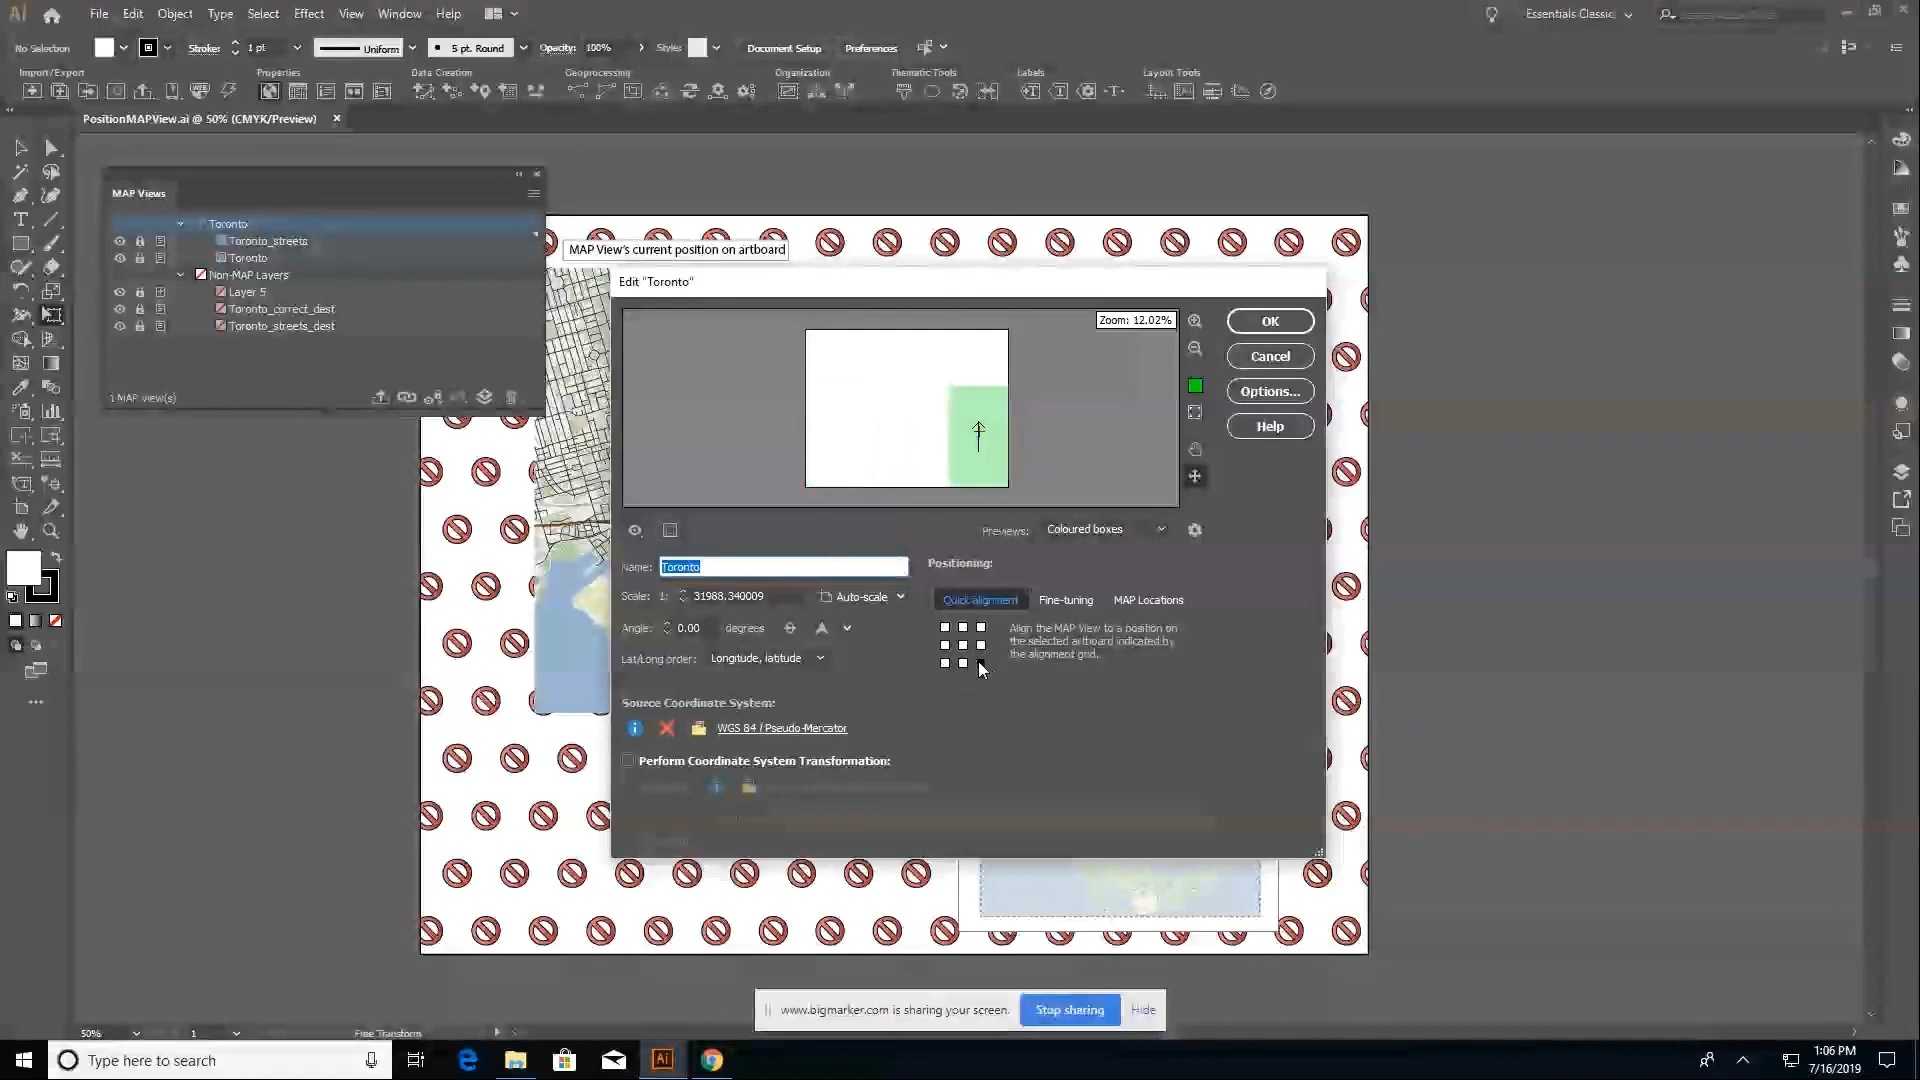 Ai File Edit Object Type Select Effect View Window Help Essentials Classic
No Selection Stroke: 1 pt Uniform 5 pt. Round Opacity: 100% Styles Document Setup Preferences
Import/Export Properties Data Creation Geoprocessing Organization Thematic Tools Labels Layout Tools
PositionMAPView.ai @ 50% (CMYK/Preview)
MAP Views
Toronto
Toronto_streets
Toronto
Non-MAP Layers
Layer 5
Toronto_correct_dest
Toronto_streets_dest
1 MAP view(s)
MAP View's current position on artboard
Edit "Toronto"
Zoom: 12.02%
OK
Cancel
Options...
Help
Previews: Coloured boxes
Name: Toronto
Scale: 1: 31988.340009 Auto-scale
Angle: 0.00 degrees
Lat/Long order: Longitude, latitude
Positioning:
Quick alignment Fine-tuning MAP Locations
Align the MAP View to a position on
the selected artboard indicated by
the alignment grid.
Source Coordinate System:
WGS 84 / Pseudo-Mercator
Perform Coordinate System Transformation:
www.bigmarker.com is sharing your screen. Stop sharing Hide
50% 1 Free Transform
Type here to search
Ai
1:06 PM
7/16/2019